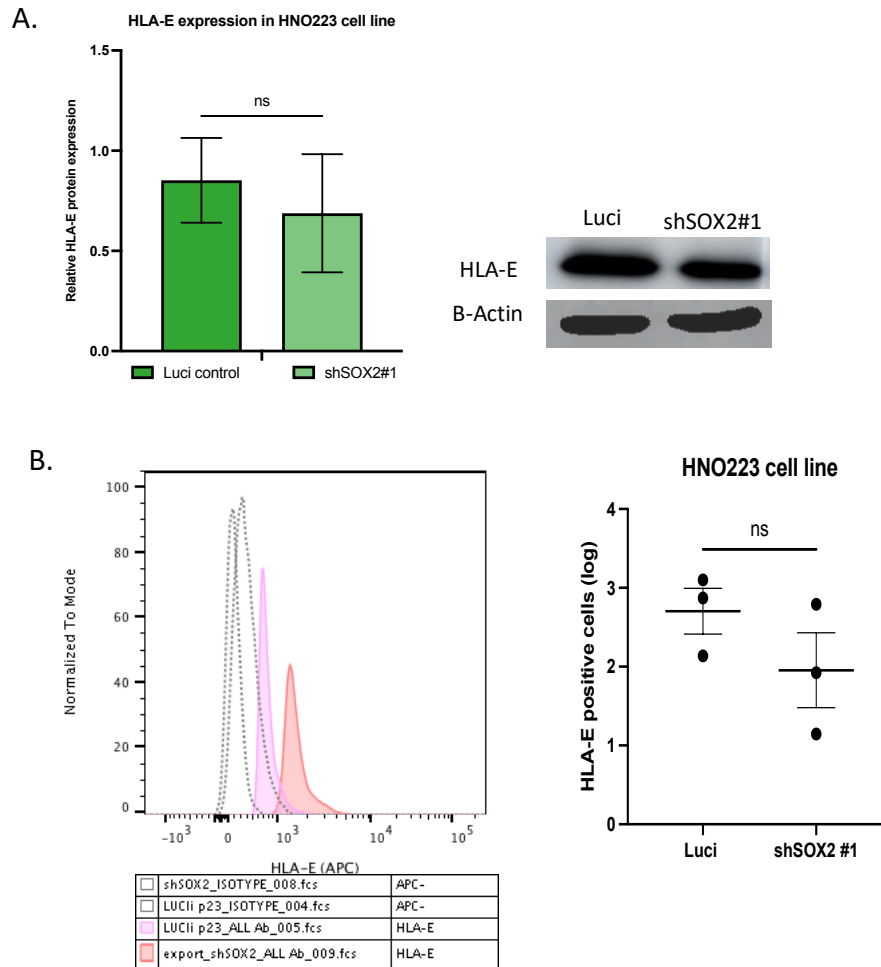 A.
HLA-E expression in HNO223 cell line
Relative HLA-E protein expression
1.5
1.0
0.5
0.0
ns
Luci control
shSOX2#1
Luci
shSOX2#1
HLA-E
B-Actin
B.
Normalized To Mode
100
80
60
40
20
0
-10³
0
10³
10⁴
10⁵
HLA-E (APC)
shSOX2_ISOTYPE_008.fcs APC-
LUCIi p23_ISOTYPE_004.fcs APC-
LUCIi p23_ALL Ab_005.fcs HLA-E
export_shSOX2_ALL Ab_009.fcs HLA-E
HNO223 cell line
HLA-E positive cells (log)
4
3
2
1
0
ns
Luci
shSOX2 #1